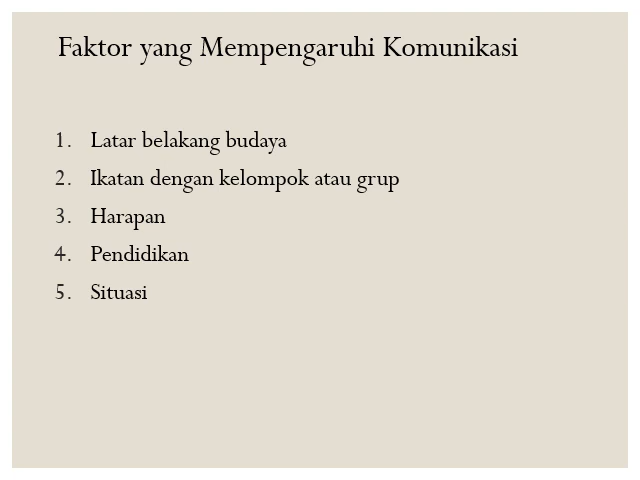 Faktor yang Mempengaruhi Komunikasi
1. Latar belakang budaya
2. Ikatan dengan kelompok atau grup
3. Harapan
4. Pendidikan
5. Situasi